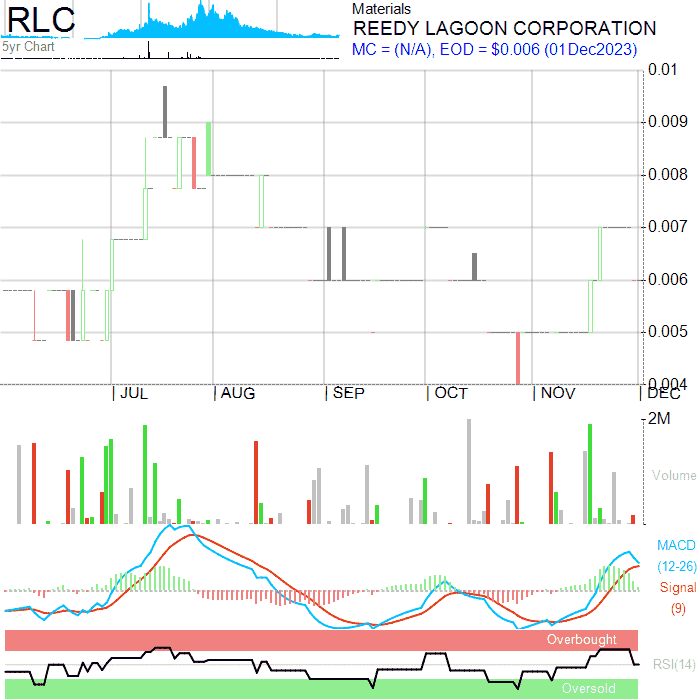 RLC
5yr Chart
Materials
REEDY LAGOON CORPORATION
MC = (N/A), EOD = $0.006 (01Dec2023)
0.01
0.009
0.008
0.007
0.006
0.005
0.004
JUL AUG SEP OCT NOV DEC
2M
Volume
MACD
(12-26)
Signal
(9)
Overbought
RSI(14)
Oversold